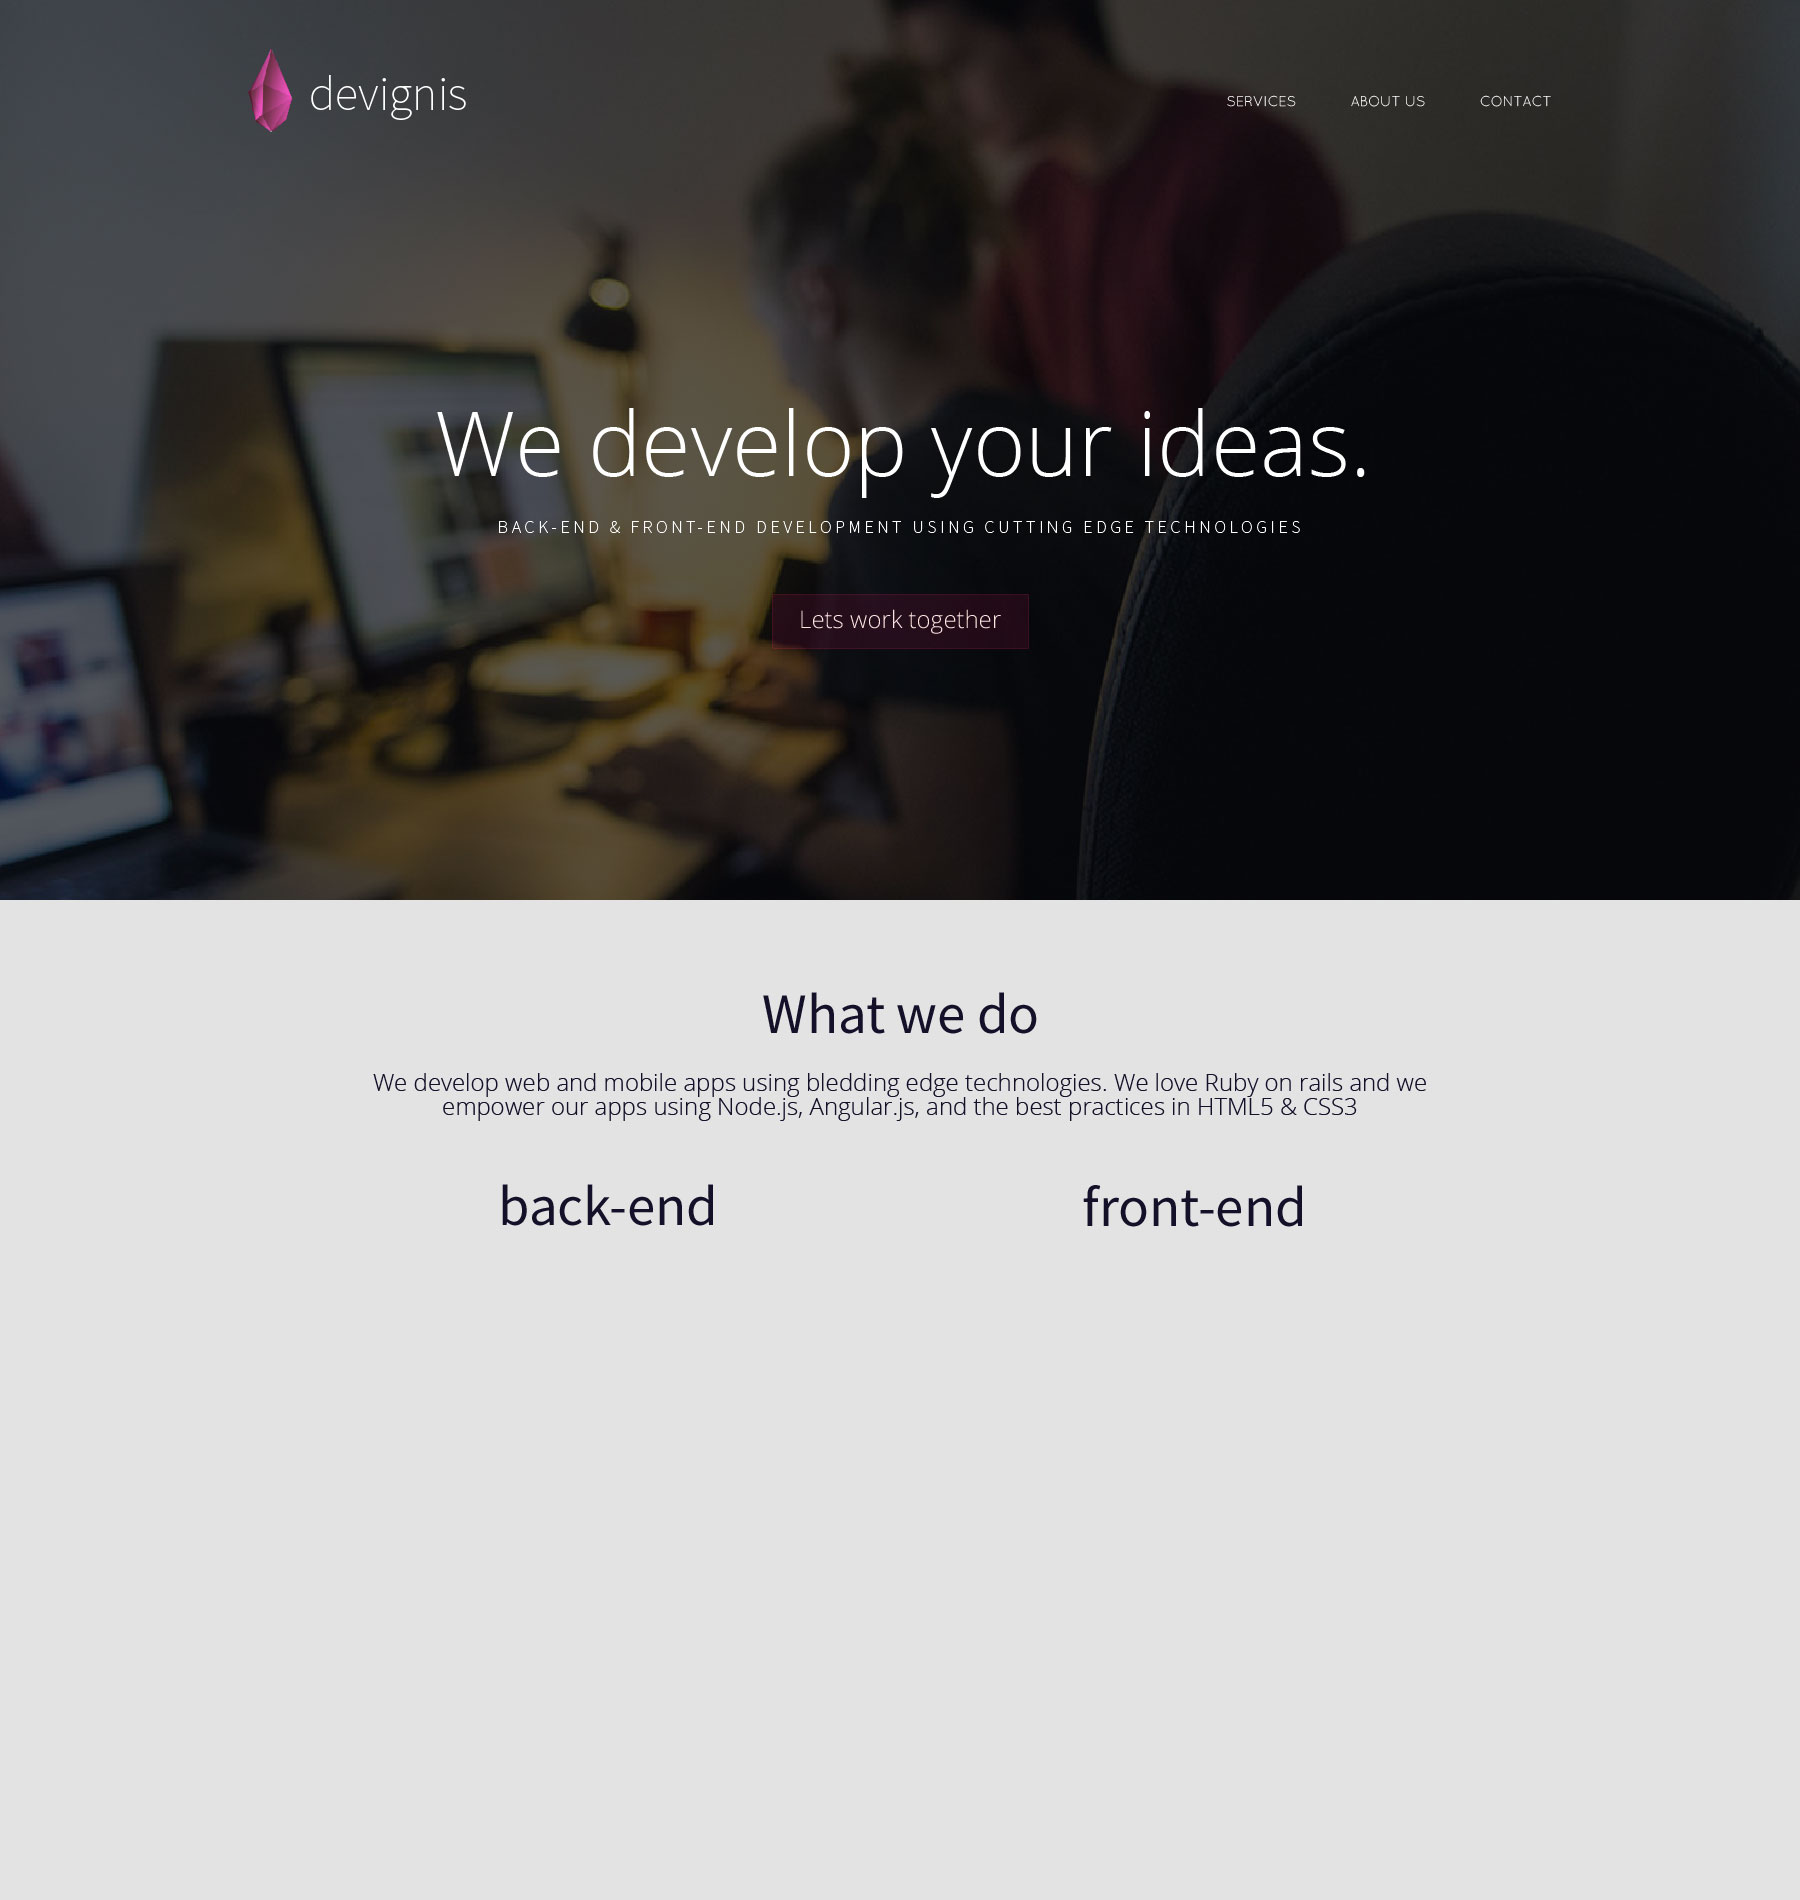 devignis
SERVICES
ABOUT US
CONTACT
We develop your ideas.
BACK-END & FRONT-END DEVELOPMENT USING CUTTING EDGE TECHNOLOGIES
Lets work together
What we do
We develop web and mobile apps using bledding edge technologies. We love Ruby on rails and we
empower our apps using Node.js, Angular.js, and the best practices in HTML5 & CSS3
back-end
front-end